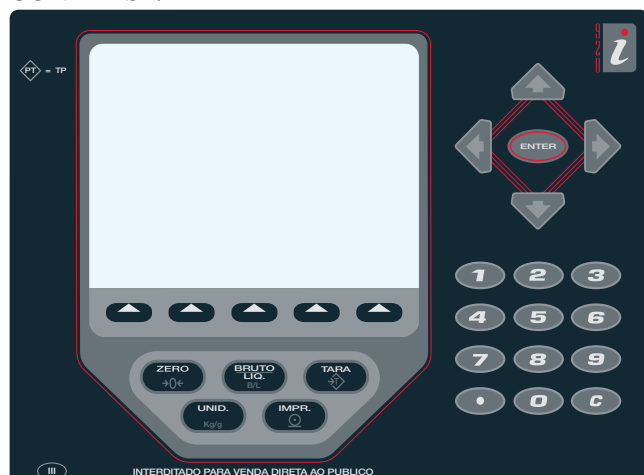 PT = TP
920 i
ENTER
1 2 3
4 5 6
7 8 9
. 0 C
ZERO
→0←
BRUTO
LIQ.
B/L
TARA
→T←
UNID.
Kg/g
IMPR.
III
INTERDITADO PARA VENDA DIRETA AO PUBLICO